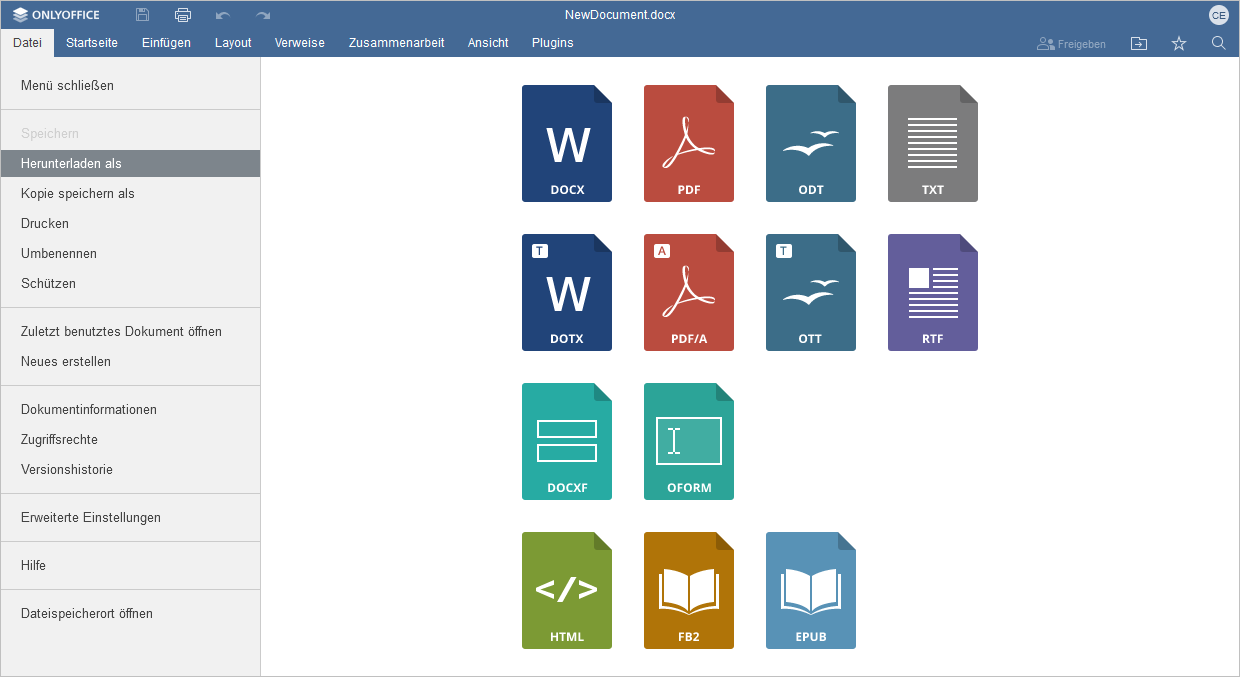 ONLYOFFICE
NewDocument.docx
CE
Datei Startseite Einfügen Layout Verweise Zusammenarbeit Ansicht Plugins
Freigeben
Menü schließen
Speichern
Herunterladen als
Kopie speichern als
Drucken
Umbenennen
Schützen
Zuletzt benutztes Dokument öffnen
Neues erstellen
Dokumentinformationen
Zugriffsrechte
Versionshistorie
Erweiterte Einstellungen
Hilfe
Dateispeicherort öffnen
W
DOCX PDF ODT TXT
T A T
W
DOTX PDF/A OTT RTF
DOCXF OFORM
</>
HTML FB2 EPUB